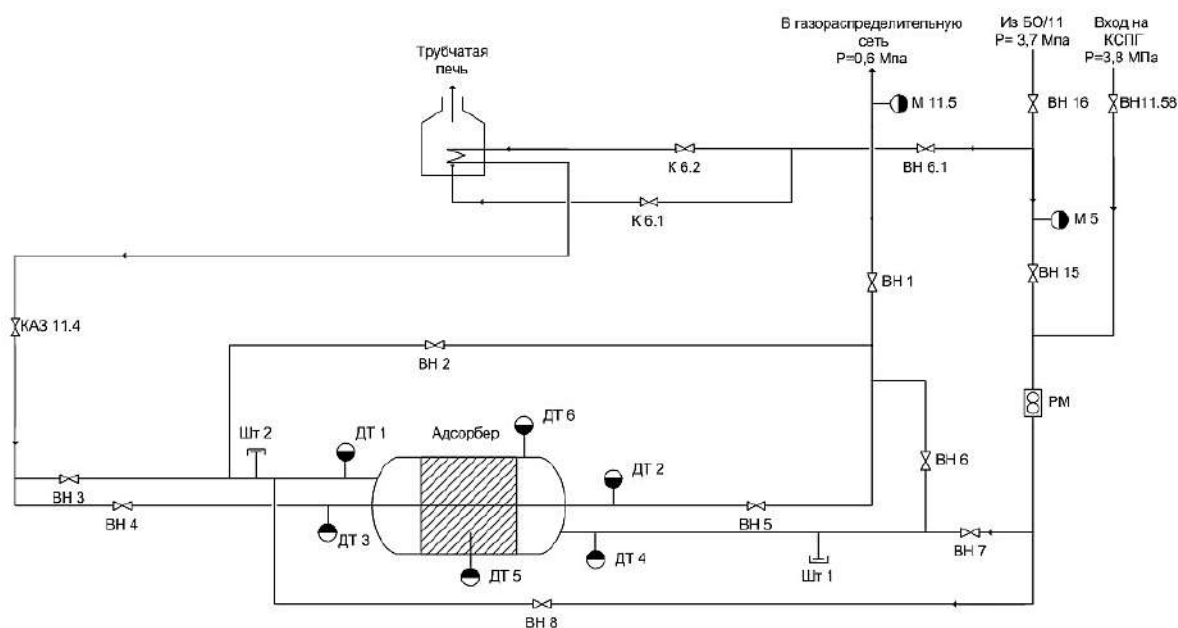 В газораспределительную
сеть
Р=0,6 Мпа
Из БО/11
Р= 3,7 Мпа
Вход на
КСПГ
Р=3,8 МПа
Трубчатая
печь
М 11.5
ВН 16
ВН11.58
К 6.2
ВН 6.1
К 6.1
М 5
ВН 15
ВН 1
КАЗ 11.4
ВН 2
РМ
ДТ 6
Шт 2
ДТ 1
Адсорбер
ДТ 2
ВН 6
ВН 3
ВН 4
ВН 5
ДТ 3
ДТ 4
ВН 7
ДТ 5
Шт 1
ВН 8